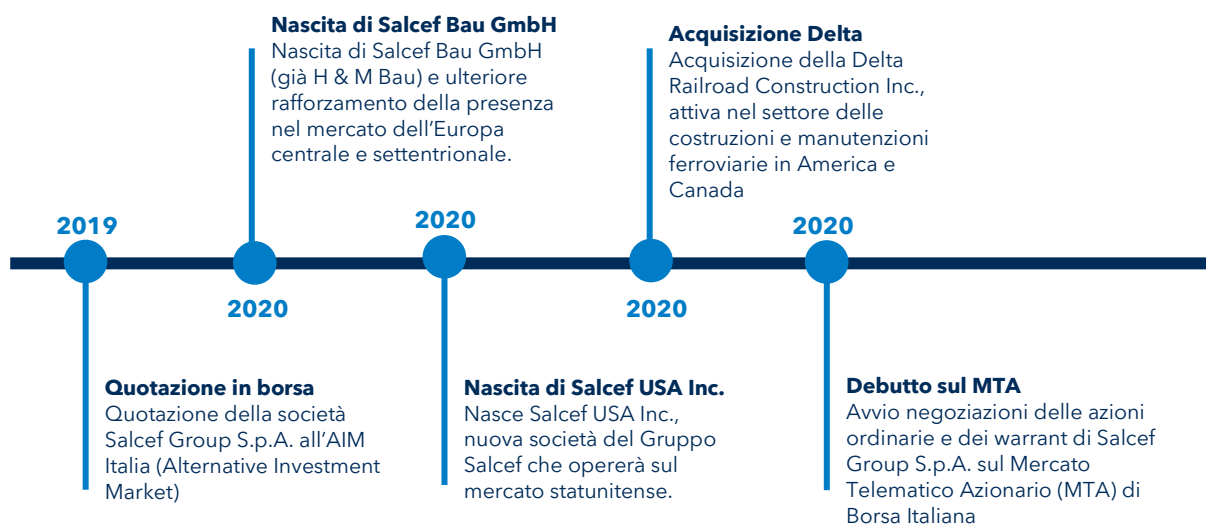 Nascita di Salcef Bau GmbH
Nascita di Salcef Bau GmbH
(già H & M Bau) e ulteriore
rafforzamento della presenza
nel mercato dell’Europa
centrale e settentrionale.
Acquisizione Delta
Acquisizione della Delta
Railroad Construction Inc.,
attiva nel settore delle
costruzioni e manutenzioni
ferroviarie in America e
Canada
2019
2020
2020
2020
2020
Quotazione in borsa
Quotazione della società
Salcef Group S.p.A. all’AIM
Italia (Alternative Investment
Market)
Nascita di Salcef USA Inc.
Nasce Salcef USA Inc.,
nuova società del Gruppo
Salcef che opererà sul
mercato statunitense.
Debutto sul MTA
Avvio negoziazioni delle azioni
ordinarie e dei warrant di Salcef
Group S.p.A. sul Mercato
Telematico Azionario (MTA) di
Borsa Italiana